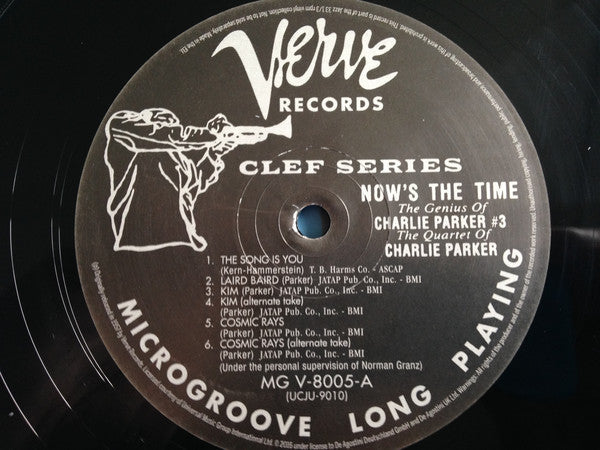 Verve
RECORDS
CLEF SERIES
NOW'S THE TIME
The Genius Of
CHARLIE PARKER #3
The Quartet Of
CHARLIE PARKER
1. THE SONG IS YOU
(Kern-Hammerstein) T. B. Harms Co. - ASCAP
2. LAIRD BAIRD (Parker) JATAP Pub. Co., Inc. - BMI
3. KIM (Parker) JATAP Pub. Co., Inc. - BMI
4. KIM (alternate take)
(Parker) JATAP Pub. Co., Inc. - BMI
5. COSMIC RAYS
(Parker) JATAP Pub. Co., Inc. - BMI
6. COSMIC RAYS (alternate take)
(Parker) JATAP Pub. Co., Inc. - BMI
(Under the personal supervision of Norman Granz)
MG V-8005-A
(UCJU-9010)
MICROGROOVE LONG PLAYING